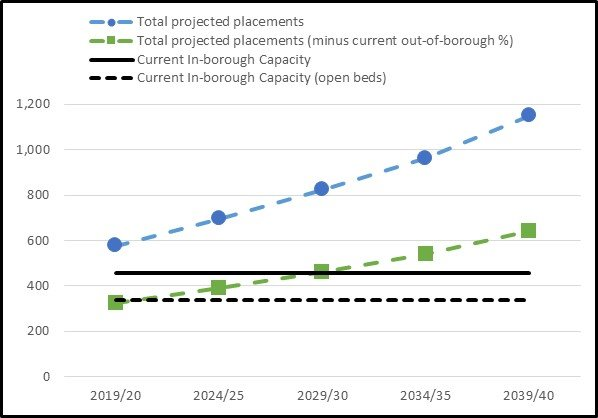 Total projected placements
Total projected placements (minus current out-of-borough %)
Current In-borough Capacity
Current In-borough Capacity (open beds)
1,200
1,000
800
600
400
200
0
2019/20 2024/25 2029/30 2034/35 2039/40